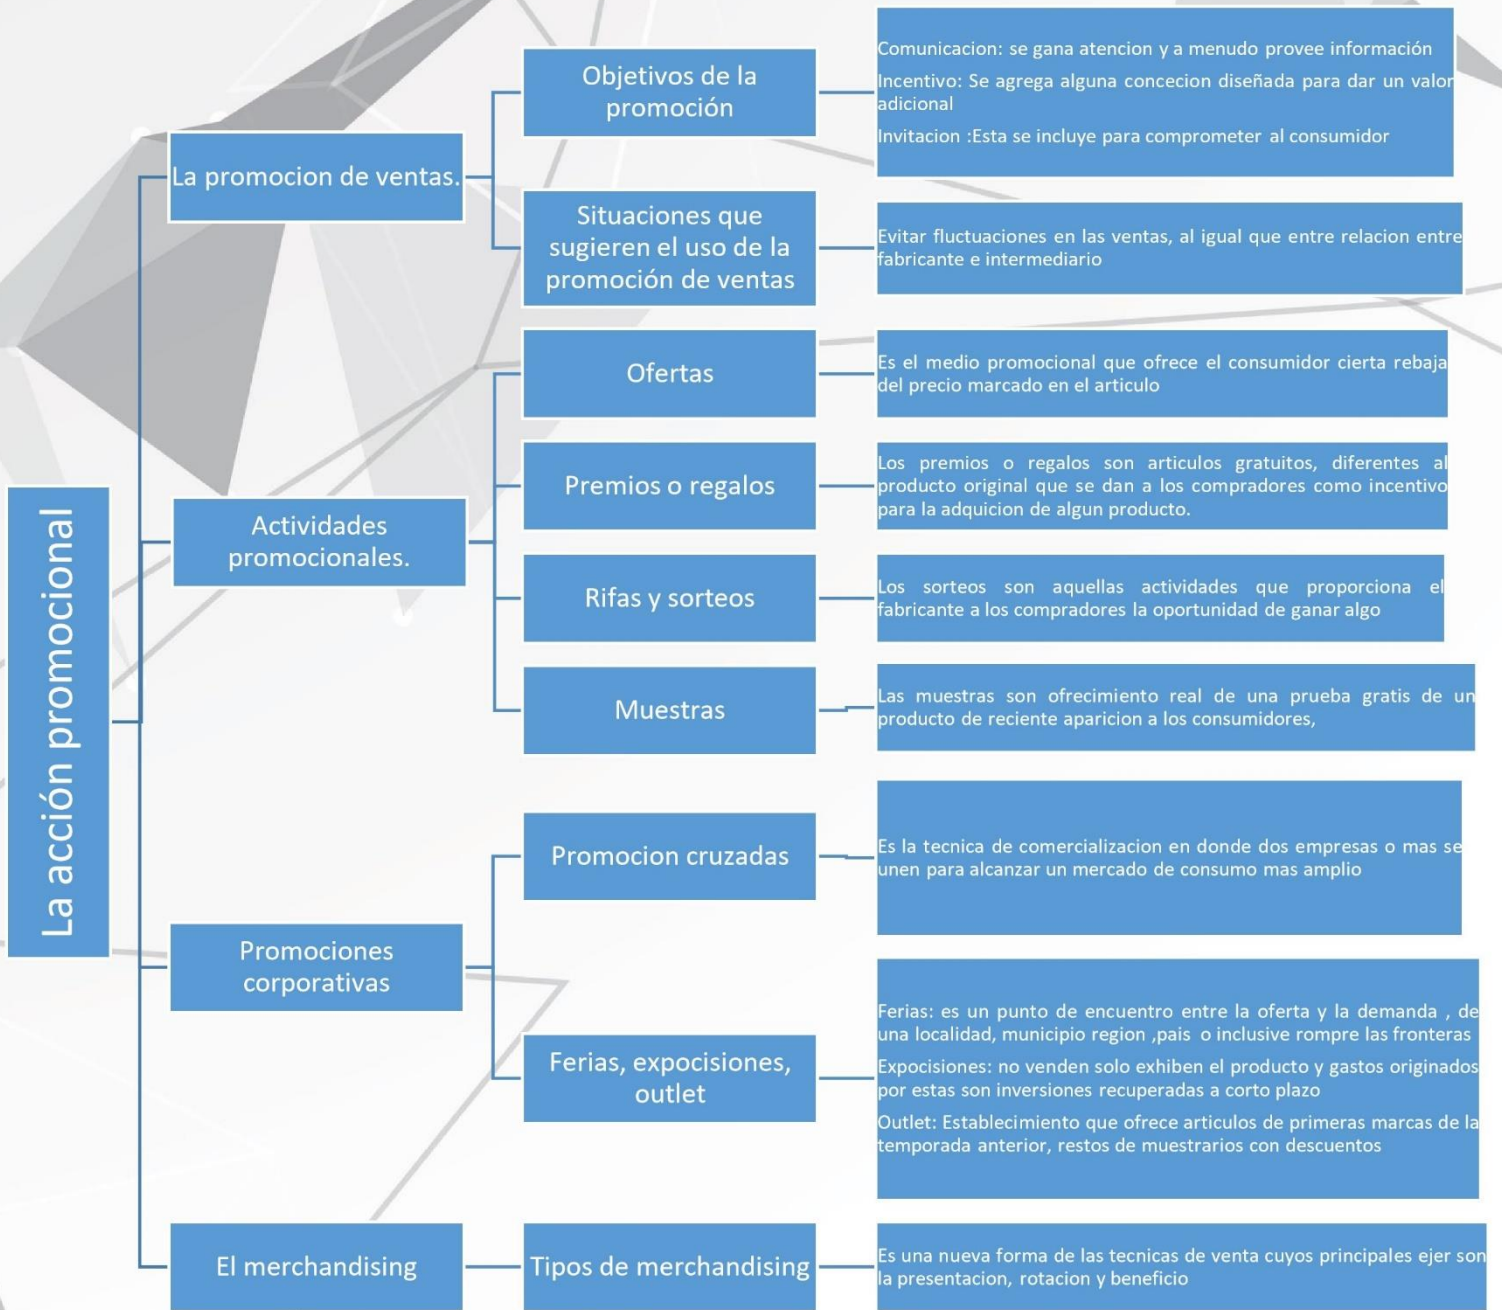 La acción promocional
La promocion de ventas.
Objetivos de la
promoción
Comunicacion: se gana atencion y a menudo provee información
Incentivo: Se agrega alguna concecion diseñada para dar un valor
adicional
Invitacion :Esta se incluye para comprometer al consumidor
Situaciones que
sugieren el uso de la
promoción de ventas
Evitar fluctuaciones en las ventas, al igual que entre relacion entre
fabricante e intermediario
Actividades
promocionales.
Ofertas
Es el medio promocional que ofrece el consumidor cierta rebaja
del precio marcado en el articulo
Premios o regalos
Los premios o regalos son articulos gratuitos, diferentes al
producto original que se dan a los compradores como incentivo
para la adquicion de algun producto.
Rifas y sorteos
Los sorteos son aquellas actividades que proporciona el
fabricante a los compradores la oportunidad de ganar algo
Muestras
Las muestras son ofrecimiento real de una prueba gratis de un
producto de reciente aparicion a los consumidores,
Promociones
corporativas
Promocion cruzadas
Es la tecnica de comercializacion en donde dos empresas o mas se
unen para alcanzar un mercado de consumo mas amplio
Ferias, expocisiones,
outlet
Ferias: es un punto de encuentro entre la oferta y la demanda , de
una localidad, municipio region ,pais o inclusive rompre las fronteras
Expocisiones: no venden solo exhiben el producto y gastos originados
por estas son inversiones recuperadas a corto plazo
Outlet: Establecimiento que ofrece articulos de primeras marcas de la
temporada anterior, restos de muestrarios con descuentos
El merchandising
Tipos de merchandising
Es una nueva forma de las tecnicas de venta cuyos principales ejer son
la presentacion, rotacion y beneficio